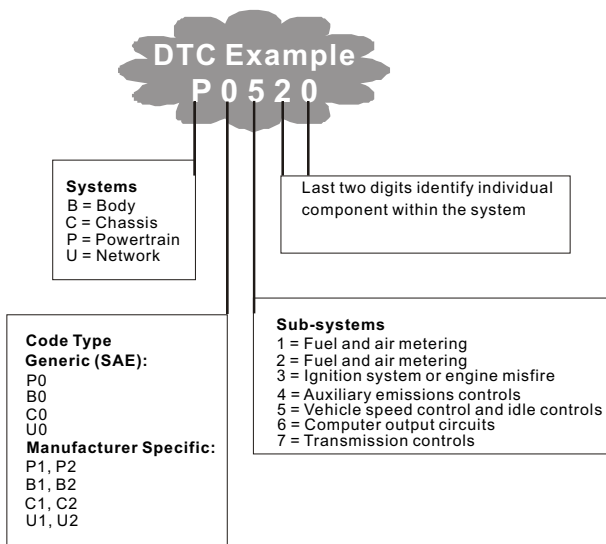 DTC Example
P 0 5 2 0
Systems
B = Body
C = Chassis
P = Powertrain
U = Network
Last two digits identify individual
component within the system
Code Type
Generic (SAE):
P0
B0
C0
U0
Manufacturer Specific:
P1, P2
B1, B2
C1, C2
U1, U2
Sub-systems
1 = Fuel and air metering
2 = Fuel and air metering
3 = Ignition system or engine misfire
4 = Auxiliary emissions controls
5 = Vehicle speed control and idle controls
6 = Computer output circuits
7 = Transmission controls